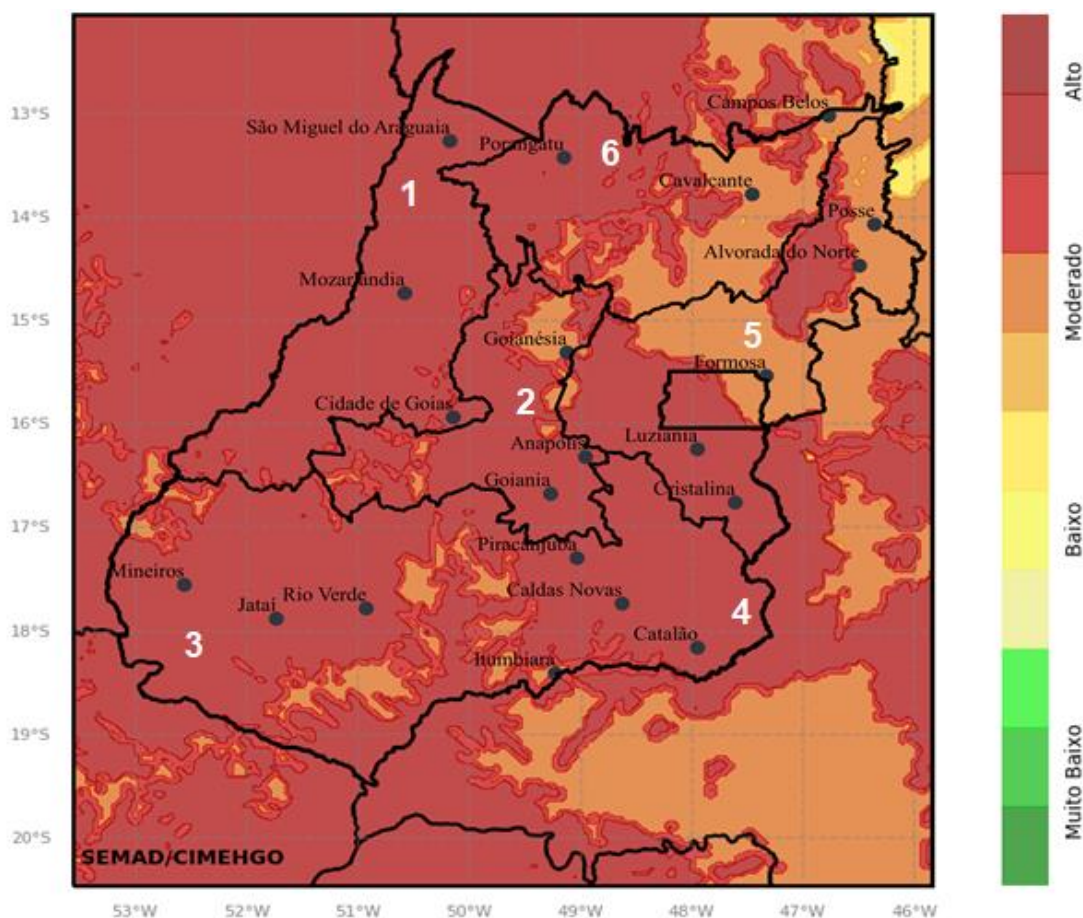 13°S
14°S
15°S
16°S
17°S
18°S
19°S
20°S
Campos Belos
São Miguel do Araguaia
Porangatu
6
1
Cavalcante
Posse
Alvorada do Norte
Mozarlândia
Goianésia
5
Formosa
2
Cidade de Goias
Anapolis
Luziania
Goiania
Cristalina
Piracanjuba
Mineiros
Jatai
Rio Verde
Caldas Novas
4
3
Catalão
Itumbiara
SEMAD/CIMEHGO
53°W
52°W
51°W
50°W
49°W
48°W
47°W
46°W
Alto
Moderado
Baixo
Muito Baixo